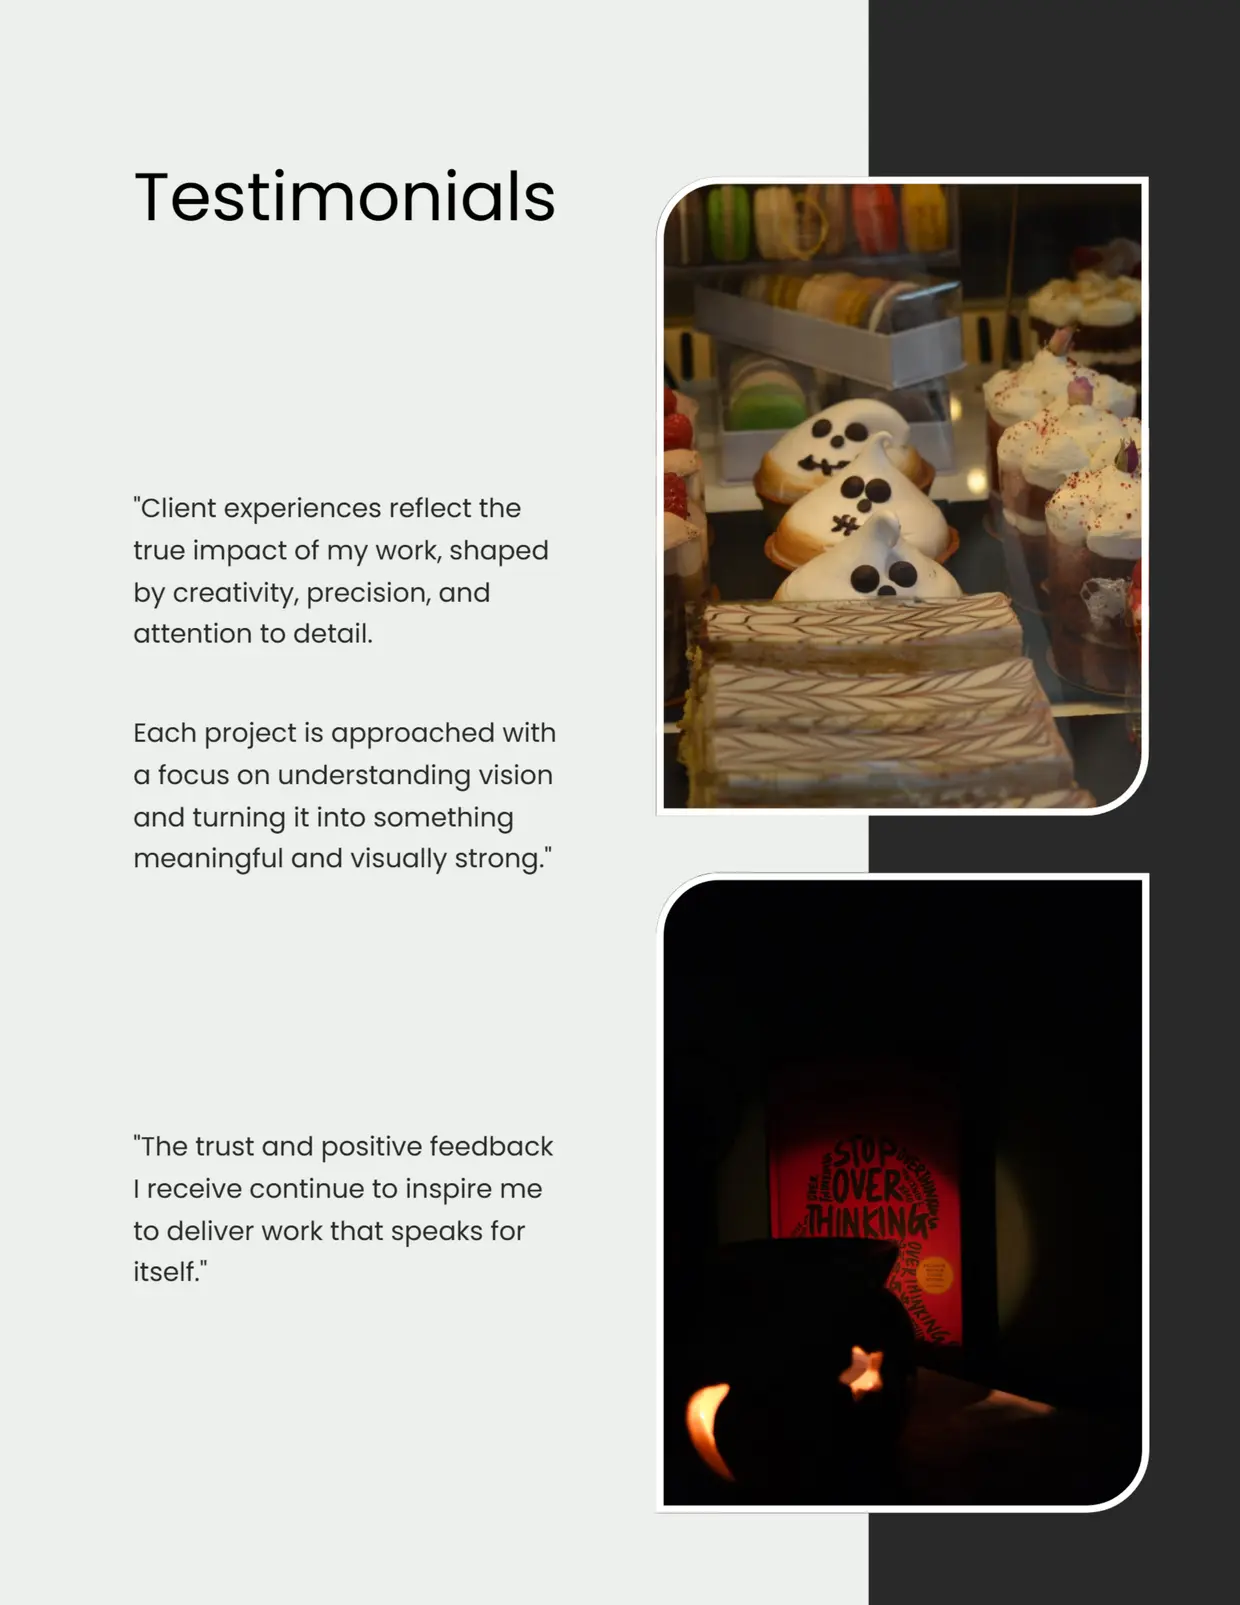 Testimonials
"Client experiences reflect the
true impact of my work, shaped
by creativity, precision, and
attention to detail.
Each project is approached with
a focus on understanding vision
and turning it into something
meaningful and visually strong."
"The trust and positive feedback
I receive continue to inspire me
to deliver work that speaks for
itself."
STOP
OVER
THINKING
OVERTHINKING
OVERTHINKING